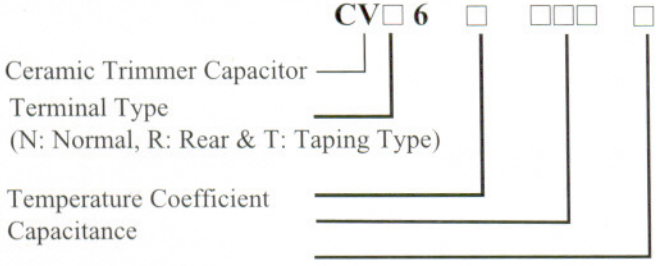 CV□ 6 □ □□□ □
Ceramic Trimmer Capacitor
Terminal Type
(N: Normal, R: Rear & T: Taping Type)
Temperature Coefficient
Capacitance